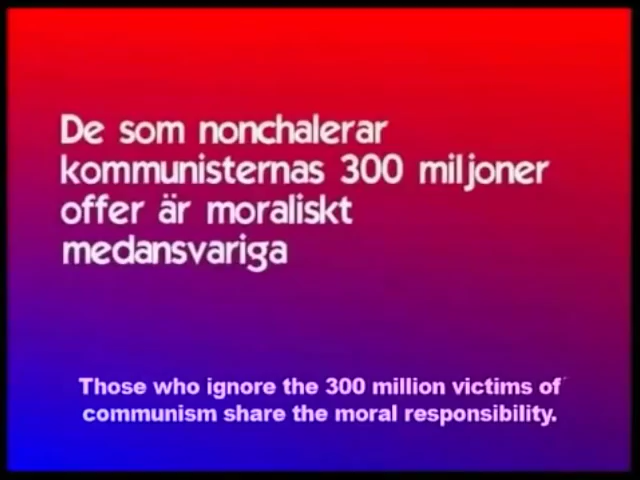 De som nonchalerar
kommunisternas 300 miljoner
offer är moraliskt
medansvariga
Those who ignore the 300 million victims of
communism share the moral responsibility.